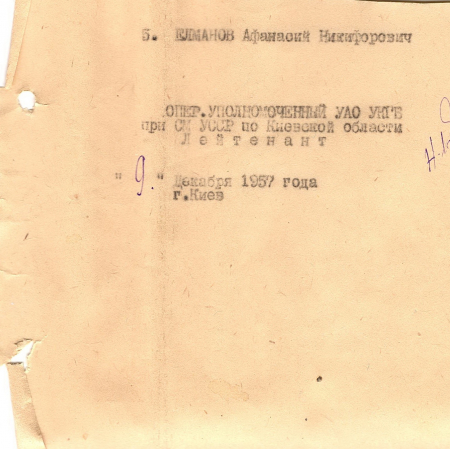 5. ЕЛМАНОВ Афанасий Никифорович
ОПЕР.УПОЛНОМОЧЕННЫЙ УАО УКГБ
при СМ УССР по Киевской области
Лейтенант
" 9. " Декабря 1957 года
г.Киев